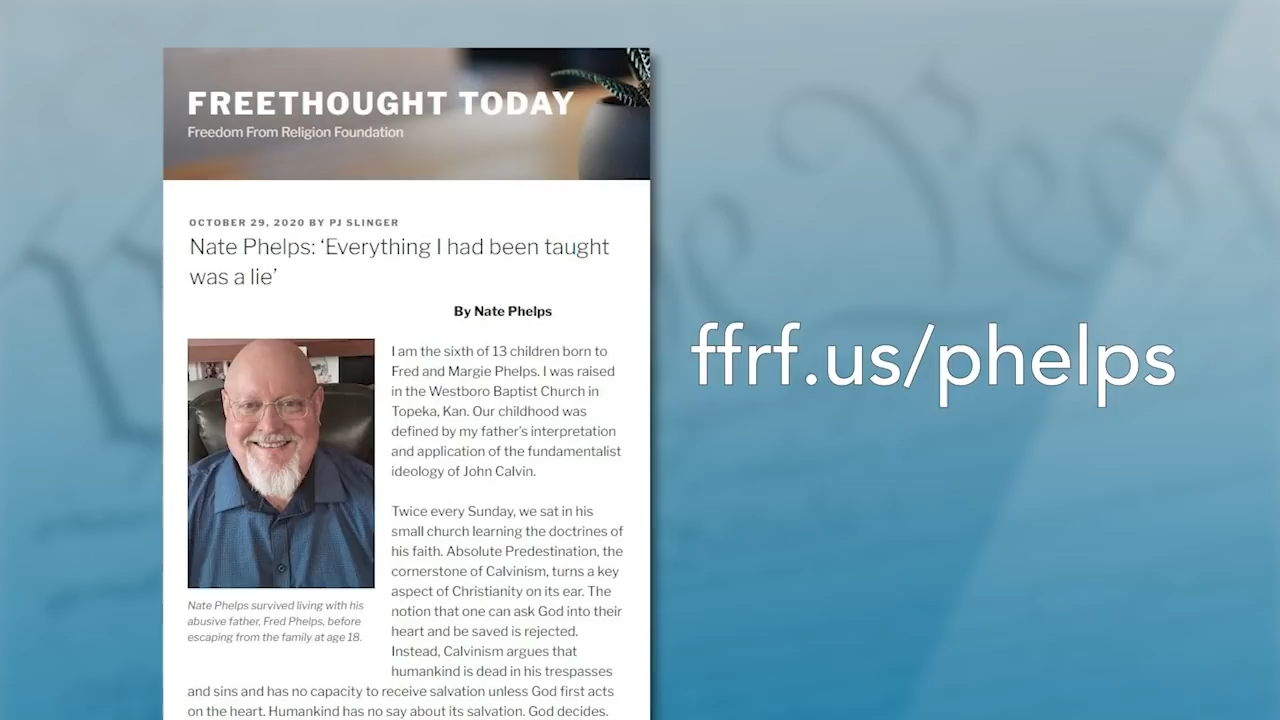 FREETHOUGHT TODAY
Freedom From Religion Foundation
OCTOBER 29, 2020 BY PJ SLINGER
Nate Phelps: ‘Everything I had been taught
was a lie’
By Nate Phelps
I am the sixth of 13 children born to
Fred and Margie Phelps. I was raised
in the Westboro Baptist Church in
Topeka, Kan. Our childhood was
defined by my father’s interpretation
and application of the fundamentalist
ideology of John Calvin.
Twice every Sunday, we sat in his
small church learning the doctrines of
his faith. Absolute Predestination, the
cornerstone of Calvinism, turns a key
aspect of Christianity on its ear. The
notion that one can ask God into their
heart and be saved is rejected.
Instead, Calvinism argues that
humankind is dead in his trespasses
and sins and has no capacity to receive salvation unless God first acts
on the heart. Humankind has no say about its salvation. God decides.
Nate Phelps survived living with his
abusive father, Fred Phelps, before
escaping from the family at age 18.
ffrf.us/phelps